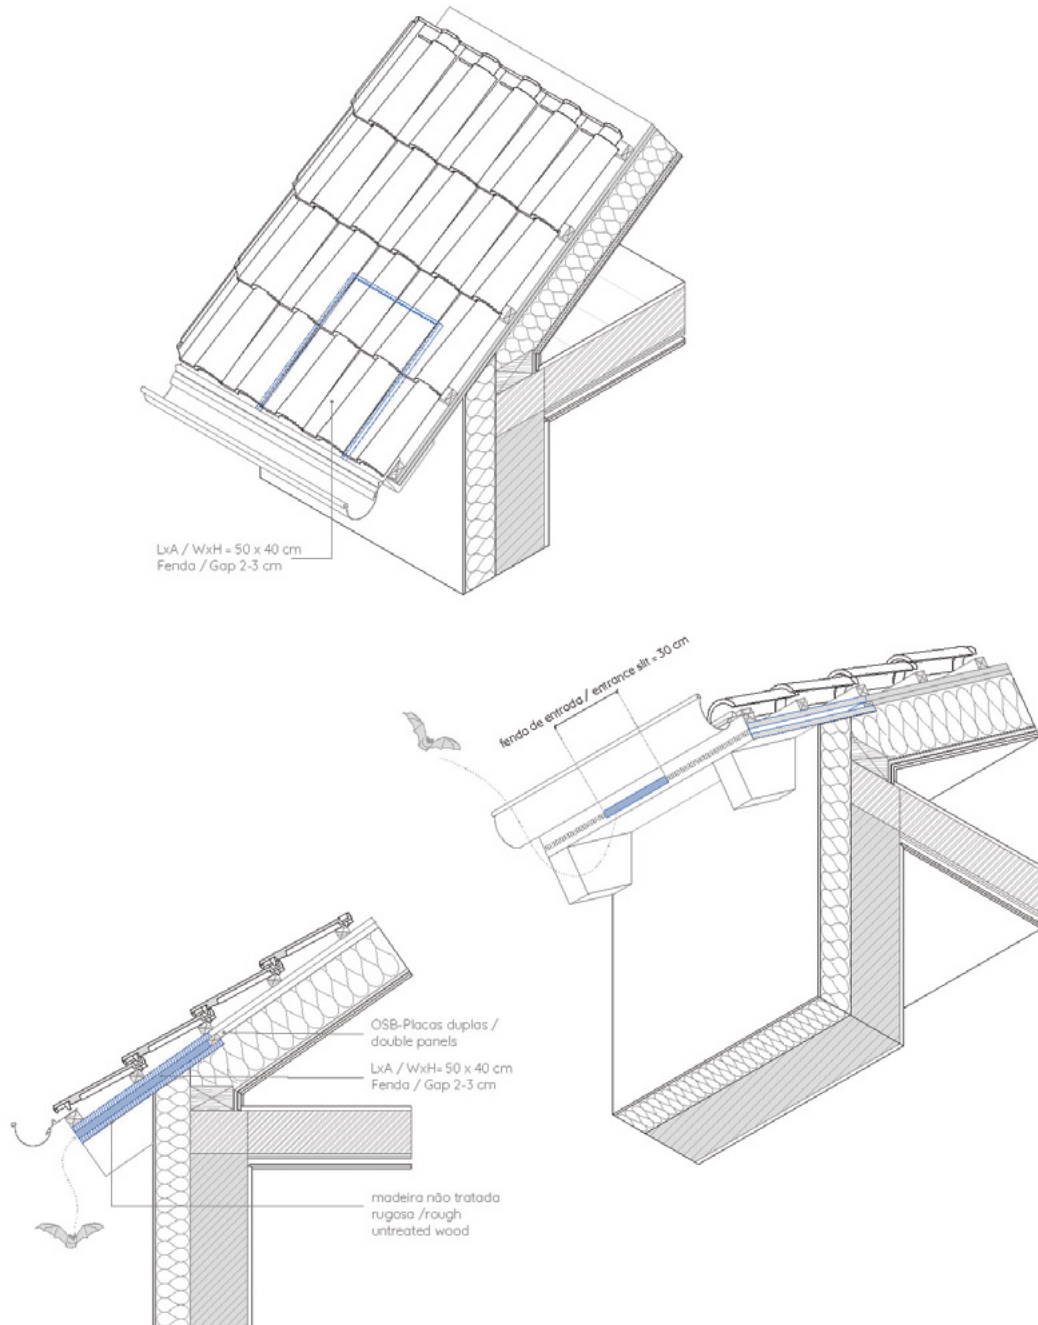 LxA / WxH = 50 x 40 cm
Fenda / Gap 2-3 cm
fenda de entrada / entrance slit = 30 cm
OSB-Placas duplas /
double panels
LxA / WxH= 50 x 40 cm
Fenda / Gap 2-3 cm
madeira não tratada
rugosa /rough
untreated wood